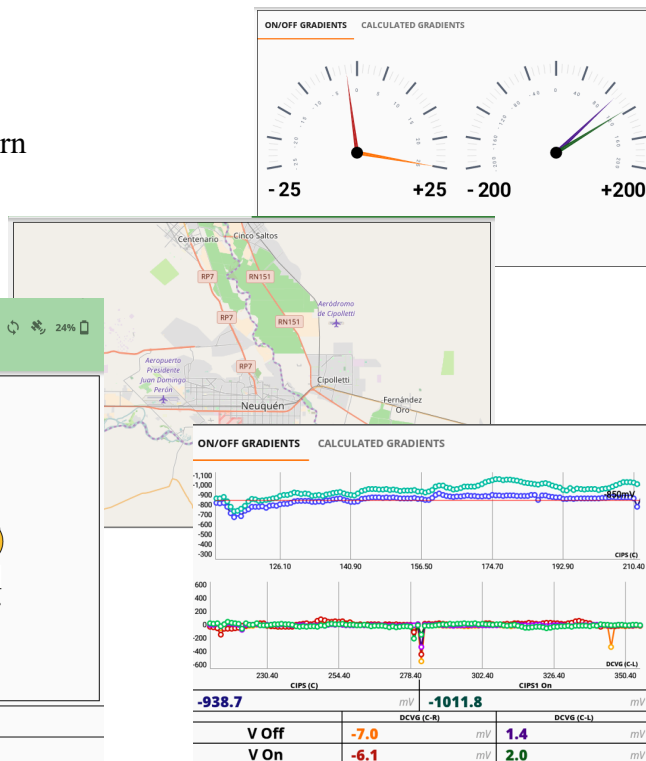 ON/OFF GRADIENTS CALCULATED GRADIENTS
rn
-25 +25 -200 +200
Centenario Cinco Saltos
RP7 RN151
Aeródromo
de Cipolletti
RP7 RN151
24%
Aeropuerto
Presidente
Juan Domingo
Perón
RP7
Cipolletti
Neuquén
Fernández
Oro
ON/OFF GRADIENTS CALCULATED GRADIENTS
-1,100
-1,000
-900
-850mV
-800
-700
-600
-500
-400
-300
CIPS (C)
126.10 140.90 156.50 174.70 192.90 210.40
600
400
200
0
-200
-400
-600
DCVG (C-L)
230.40 254.40 278.40 302.40 326.40 350.40
CIPS (C) CIPS1 On
-938.7 mV -1011.8 mV
DCVG (C-R) DCVG (C-L)
V Off -7.0 mV 1.4 mV
V On -6.1 mV 2.0 mV